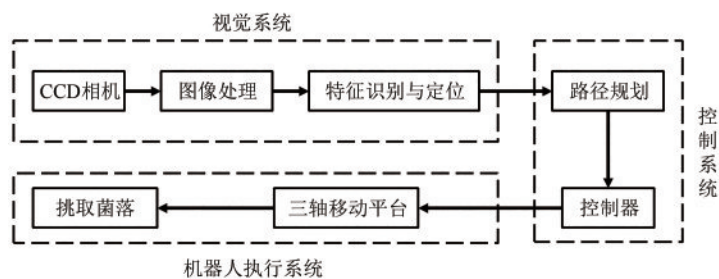 视觉系统
CCD相机
图像处理
特征识别与定位
路径规划
控制系统
挑取菌落
三轴移动平台
控制器
机器人执行系统